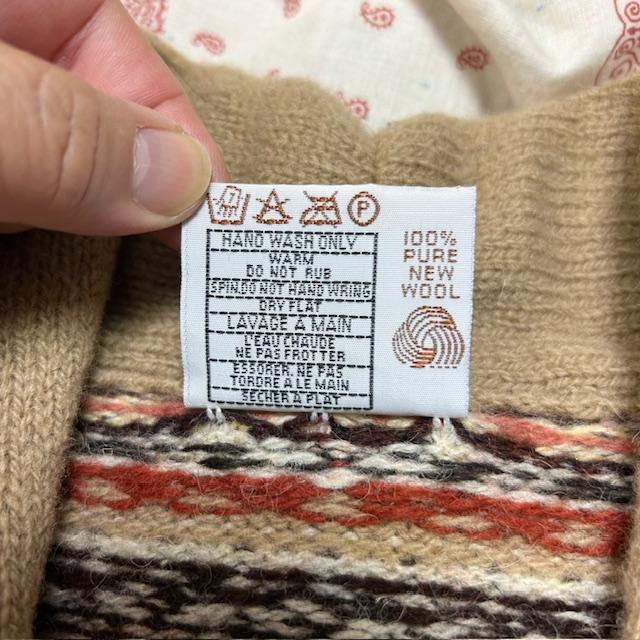 P
HAND WASH ONLY
WARM
DO NOT RUB
SPIN.DO NOT HAND WRING
DRY FLAT
LAVAGE A MAIN
L'EAU CHAUDE
NE PAS FROTTER
ESSORER. NE PAS
TORDRE A LE MAIN
SECHER A PLAT
100%
PURE
NEW
WOOL